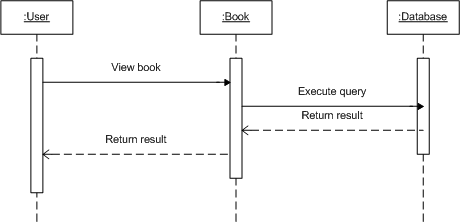 :User
:Book
:Database
View book
Execute query
Return result
Return result